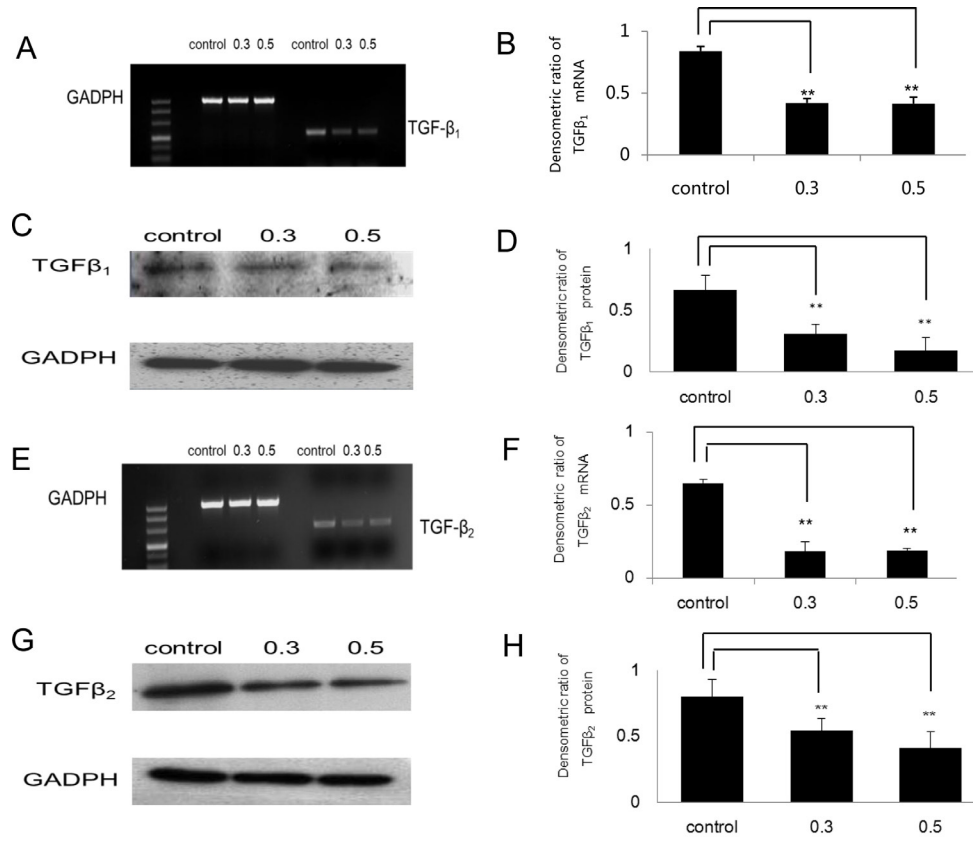 A
control 0.3 0.5 control 0.3 0.5
GADPH
TGF-β1
B
Densometric ratio of
TGFβ1 mRNA
1
0.5
0
** **
control 0.3 0.5
C
control 0.3 0.5
TGFβ1
GADPH
D
Densometric ratio of
TGFβ1 protein
1
0.5
0
** **
control 0.3 0.5
E
control 0.3 0.5 control 0.3 0.5
GADPH
TGF-β2
F
Densometric ratio of
TGFβ2 mRNA
1
0.5
0
** **
control 0.3 0.5
G
control 0.3 0.5
TGFβ2
GADPH
H
Densometric ratio of
TGFβ2 protein
1
0.5
0
** **
control 0.3 0.5